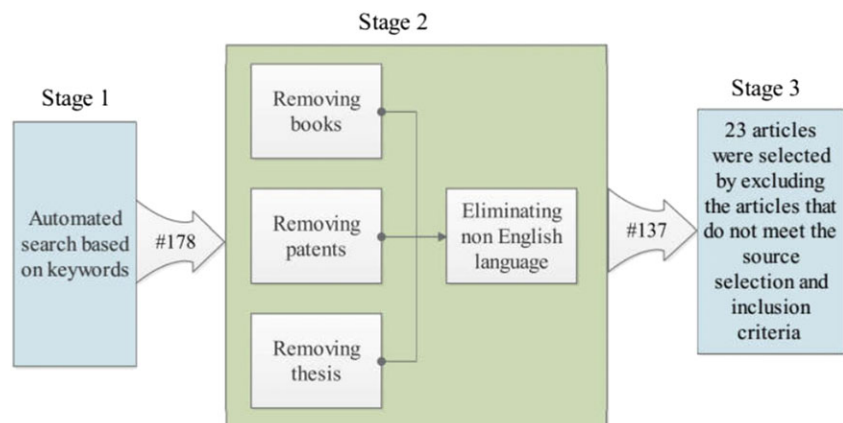 Stage 1
Automated
search based
on keywords
#178
Stage 2
Removing
books
Removing
patents
Removing
thesis
Eliminating
non English
language
#137
Stage 3
23 articles
were selected
by excluding
the articles that
do not meet the
source
selection and
inclusion
criteria